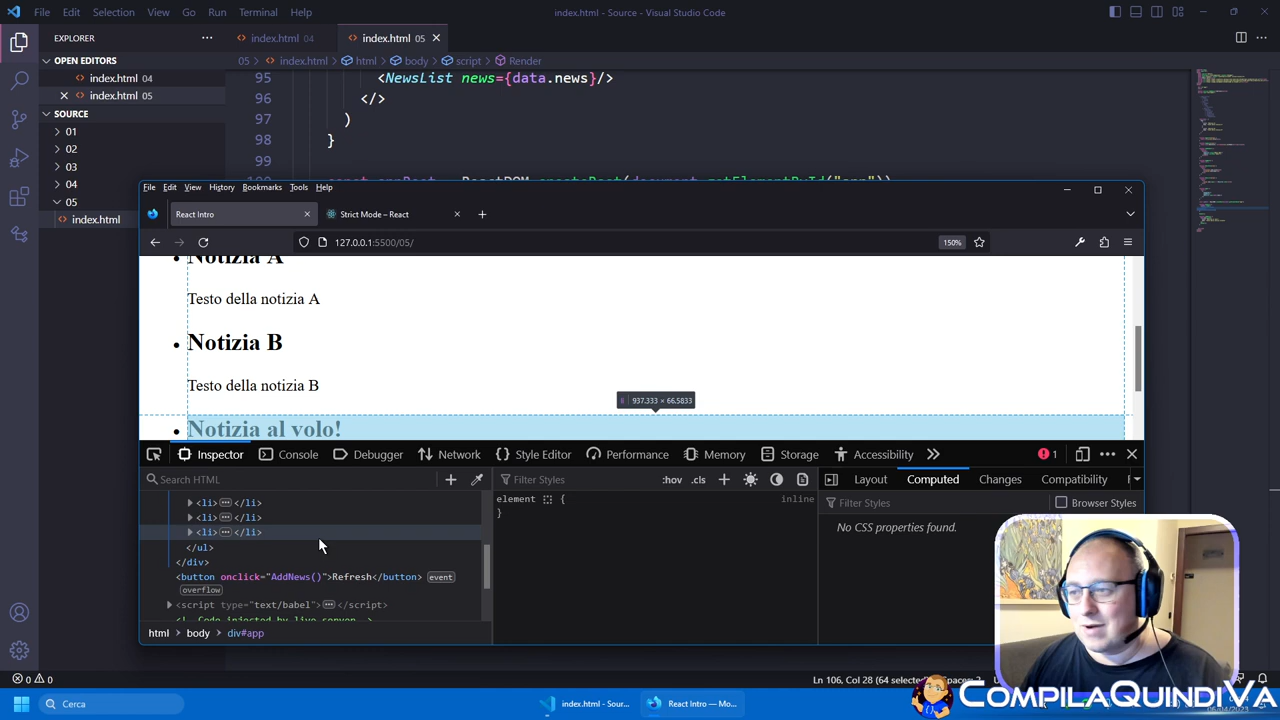 File Edit Selection View Go Run Terminal Help
index.html - Source - Visual Studio Code
EXPLORER
index.html 04
index.html 05
OPEN EDITORS
index.html 04
index.html 05
SOURCE
01
02
03
04
05
index.html
05 > index.html > html > body > script > Render
95 <NewsList news={data.news}/>
96 </>
97 )
98 }
99
File Edit View History Bookmarks Tools Help
React Intro
Strict Mode – React
127.0.0.1:5500/05/
150%
Notizia A
Testo della notizia A
Notizia B
Testo della notizia B
937.333 × 66.5833
Notizia al volo!
Inspector Console Debugger Network Style Editor Performance Memory Storage Accessibility 1
Search HTML
Filter Styles
:hov .cls
Layout Computed Changes Compatibility
<li> </li>
<li> </li>
<li> </li>
</ul>
</div>
<button onclick="AddNews()">Refresh</button> event
overflow
<script type="text/babel"> </script>
html > body > div#app
element {
inline
}
Filter Styles
Browser Styles
No CSS properties found.
0 0
Ln 106, Col 28 (64 selected)
Cerca
index.html - Sour...
React Intro — Mo...
COMPILAQUINDIVA